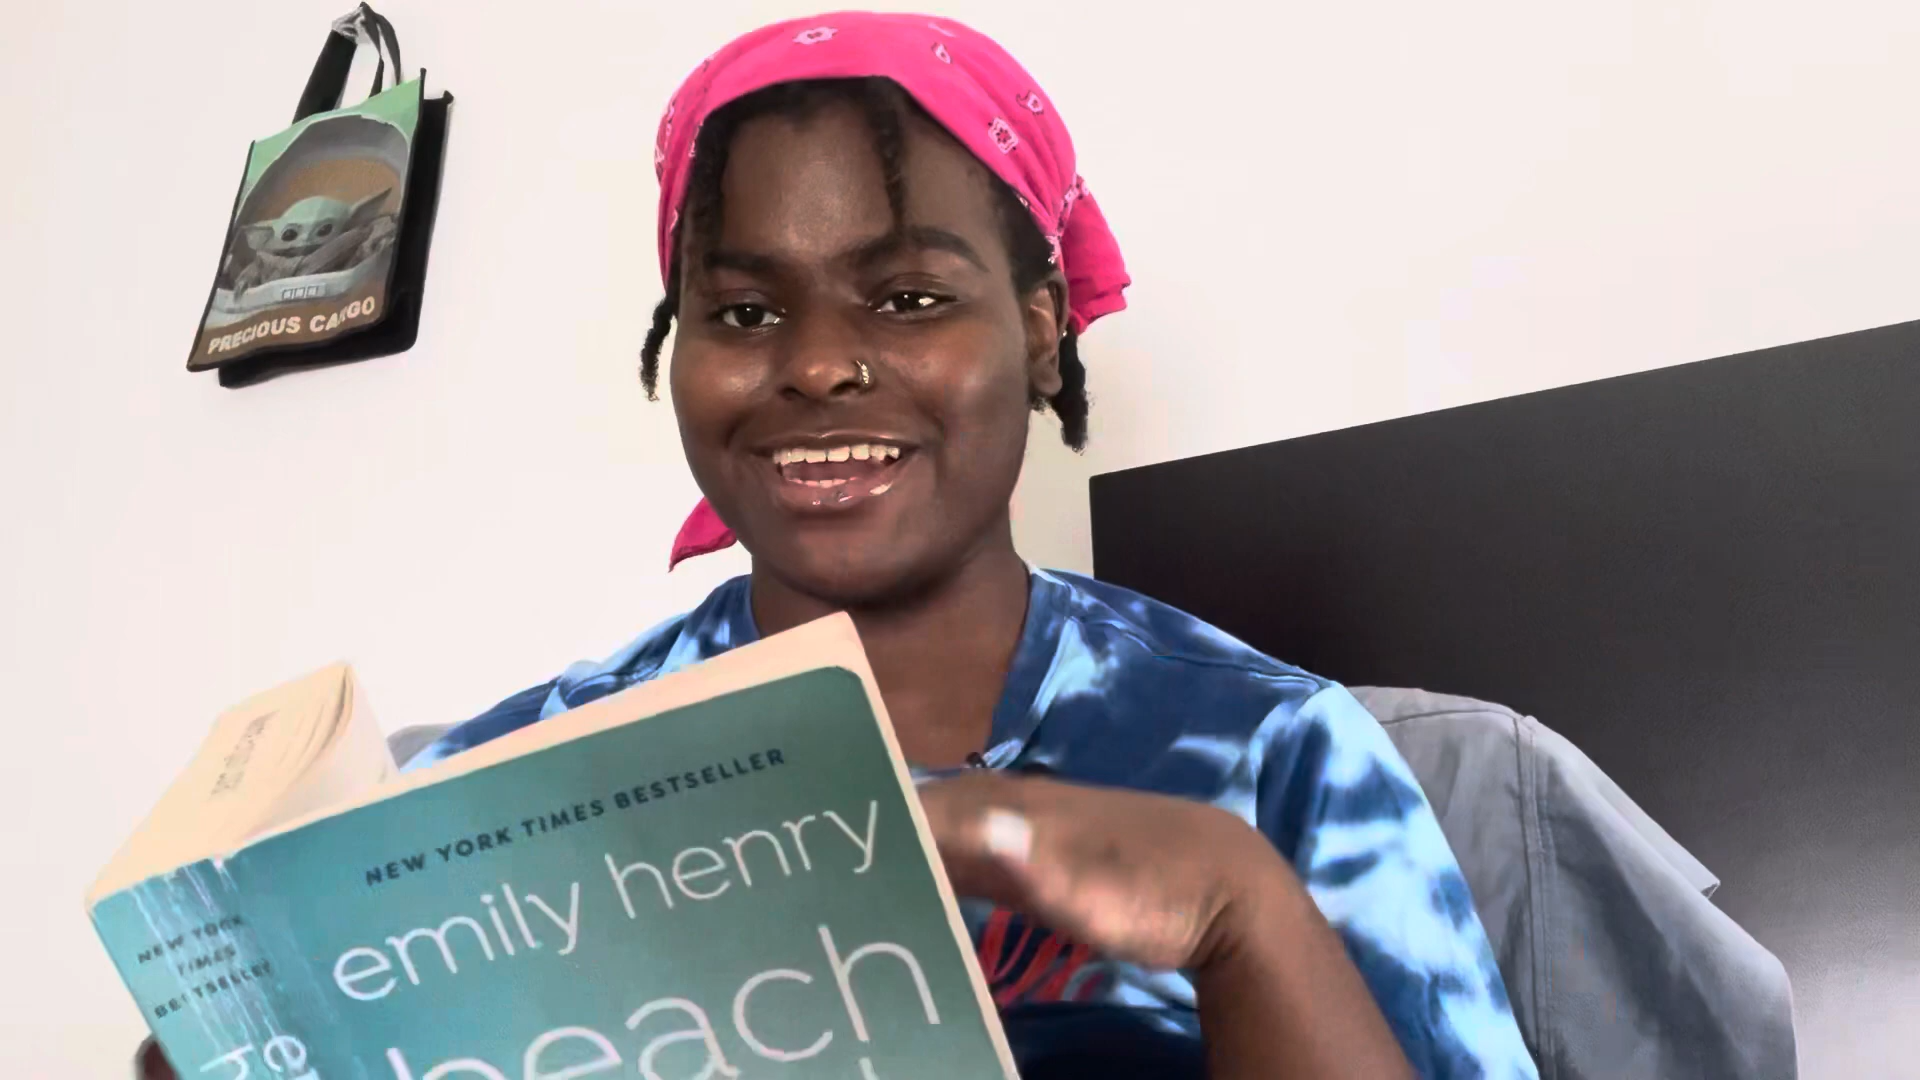 PRECIOUS CARGO
NEW YORK TIMES BESTSELLER
emily henry
beach
NEW YORK
TIMES
BESTSELLER